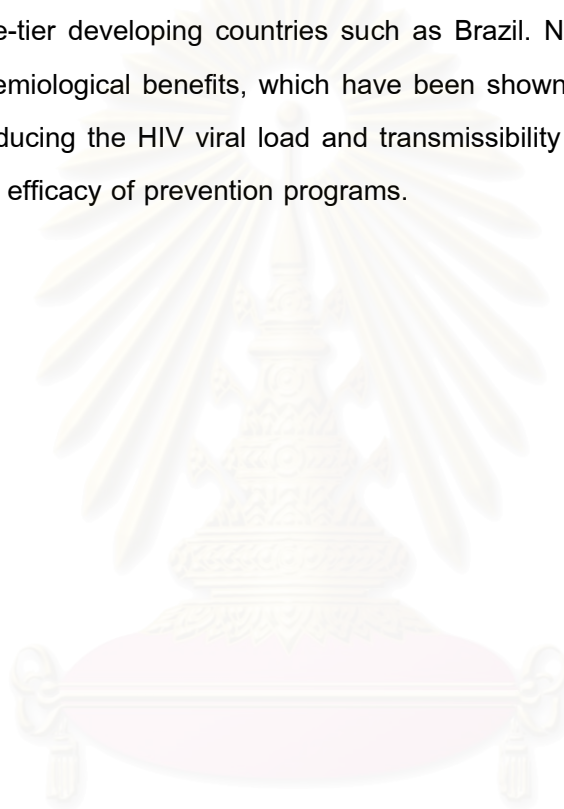 e-tier developing countries such as Brazil. N
emiological benefits, which have been shown
ducing the HIV viral load and transmissibility
efficacy of prevention programs.